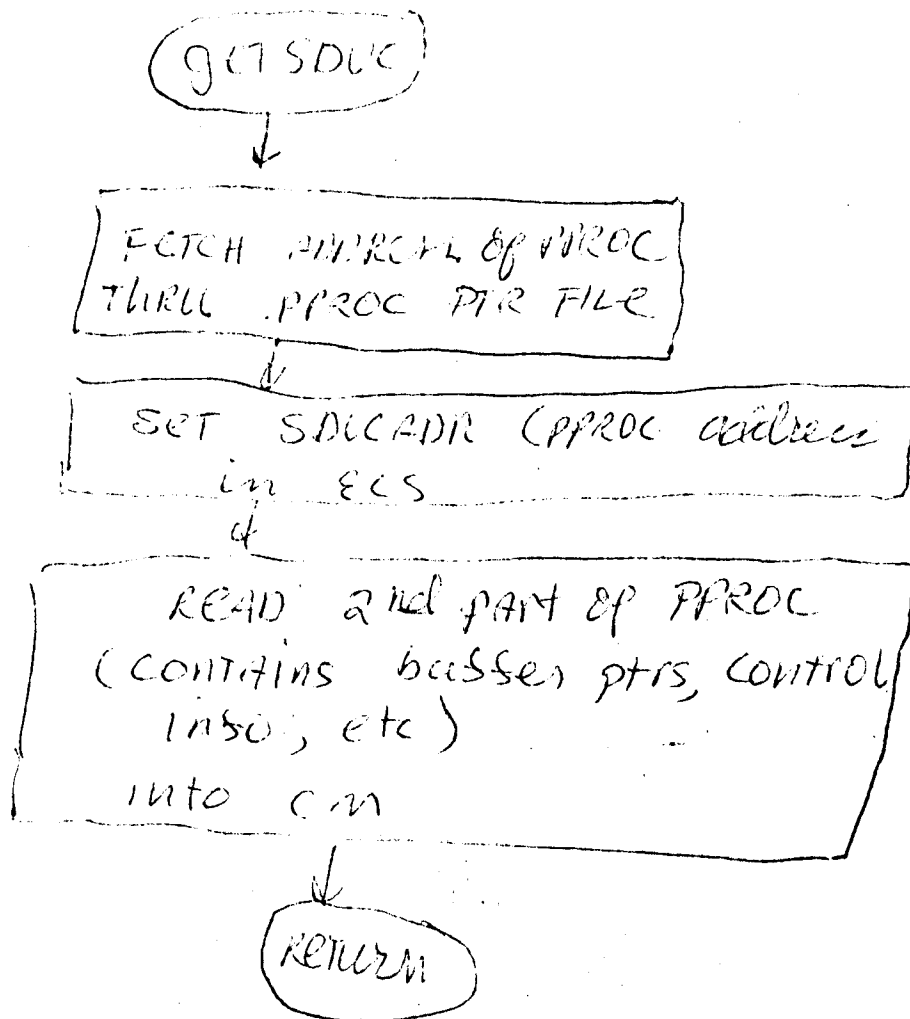 getSDLC
FETCH ADDRESS OF PPROC
THRU PPROC PTR FILE
SET SDLCADR (PPROC address
in ECS
READ 2nd part of PPROC
(contains buffer ptrs, control
info, etc)
into CM
RETURN